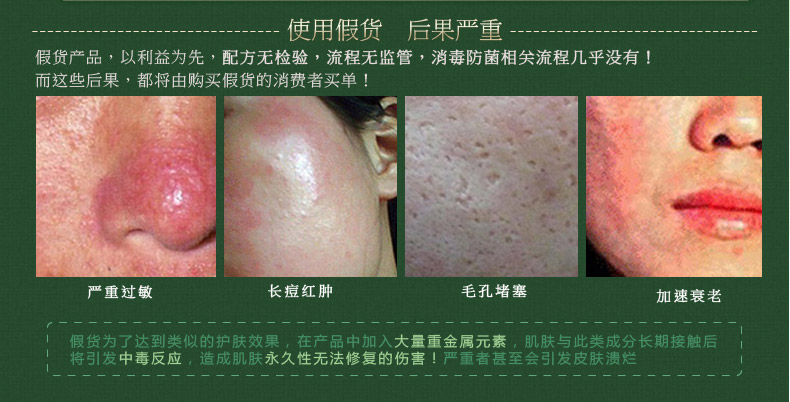 使用假货 后果严重
假货产品，以利益为先，配方无检验，流程无监管，消毒防菌相关流程几乎没有！
而这些后果，都将由购买假货的消费者买单！
严重过敏
长痘红肿
毛孔堵塞
加速衰老
假货为了达到类似的护肤效果，在产品中加入大量重金属元素，肌肤与此类成分长期接触后
将引发中毒反应，造成肌肤永久性无法修复的伤害！严重者甚至会引发皮肤溃烂